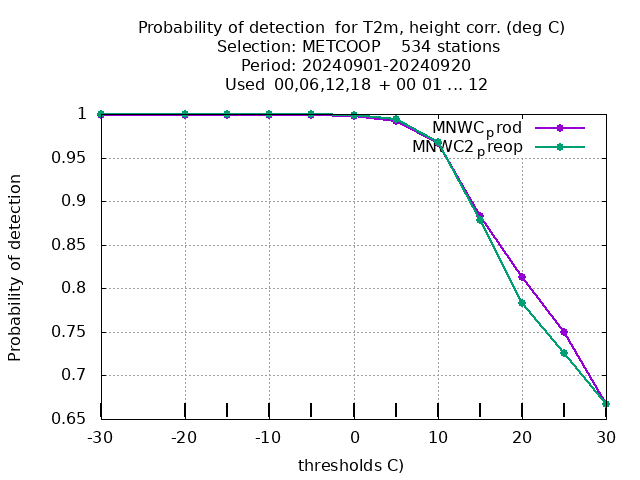 Probability of detection  for T2m, height corr. (deg C)
Selection: METCOOP    534 stations
Period: 20240901-20240920
Used  00,06,12,18 + 00 01 ... 12
MNWCprod
MNWC2preop
1
0.95
0.9
0.85
0.8
0.75
0.7
0.65
-30
-20
-10
0
10
20
30
Probability of detection
thresholds C)